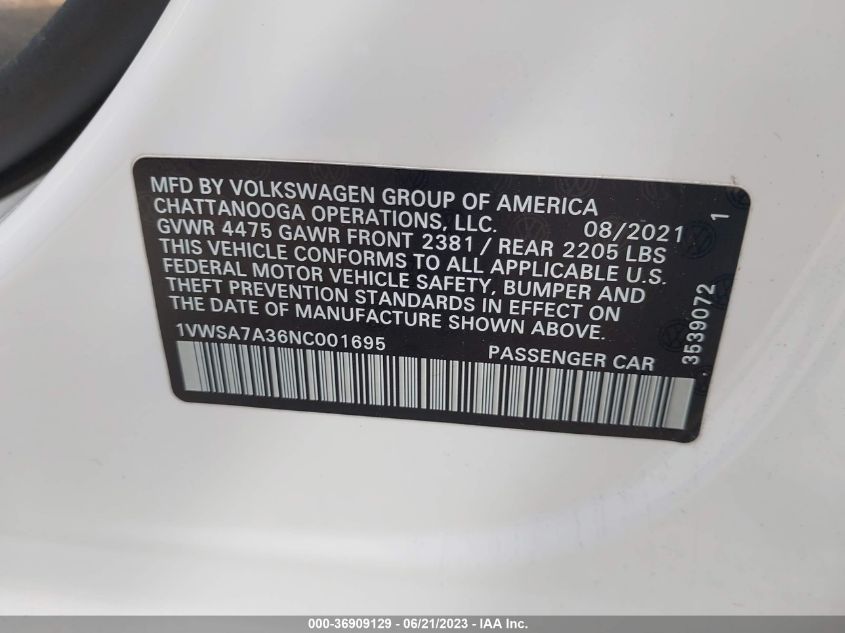 MFD BY VOLKSWAGEN GROUP OF AMERICA
CHATTANOOGA OPERATIONS, LLC. 08/2021 1
GVWR 4475 GAWR FRONT 2381 / REAR 2205 LBS
THIS VEHICLE CONFORMS TO ALL APPLICABLE U.S.
FEDERAL MOTOR VEHICLE SAFETY, BUMPER AND
THEFT PREVENTION STANDARDS IN EFFECT ON
THE DATE OF MANUFACTURE SHOWN ABOVE.
1VWSA7A36NC001695 PASSENGER CAR
3539072
000-36909129 - 06/21/2023 - IAA Inc.